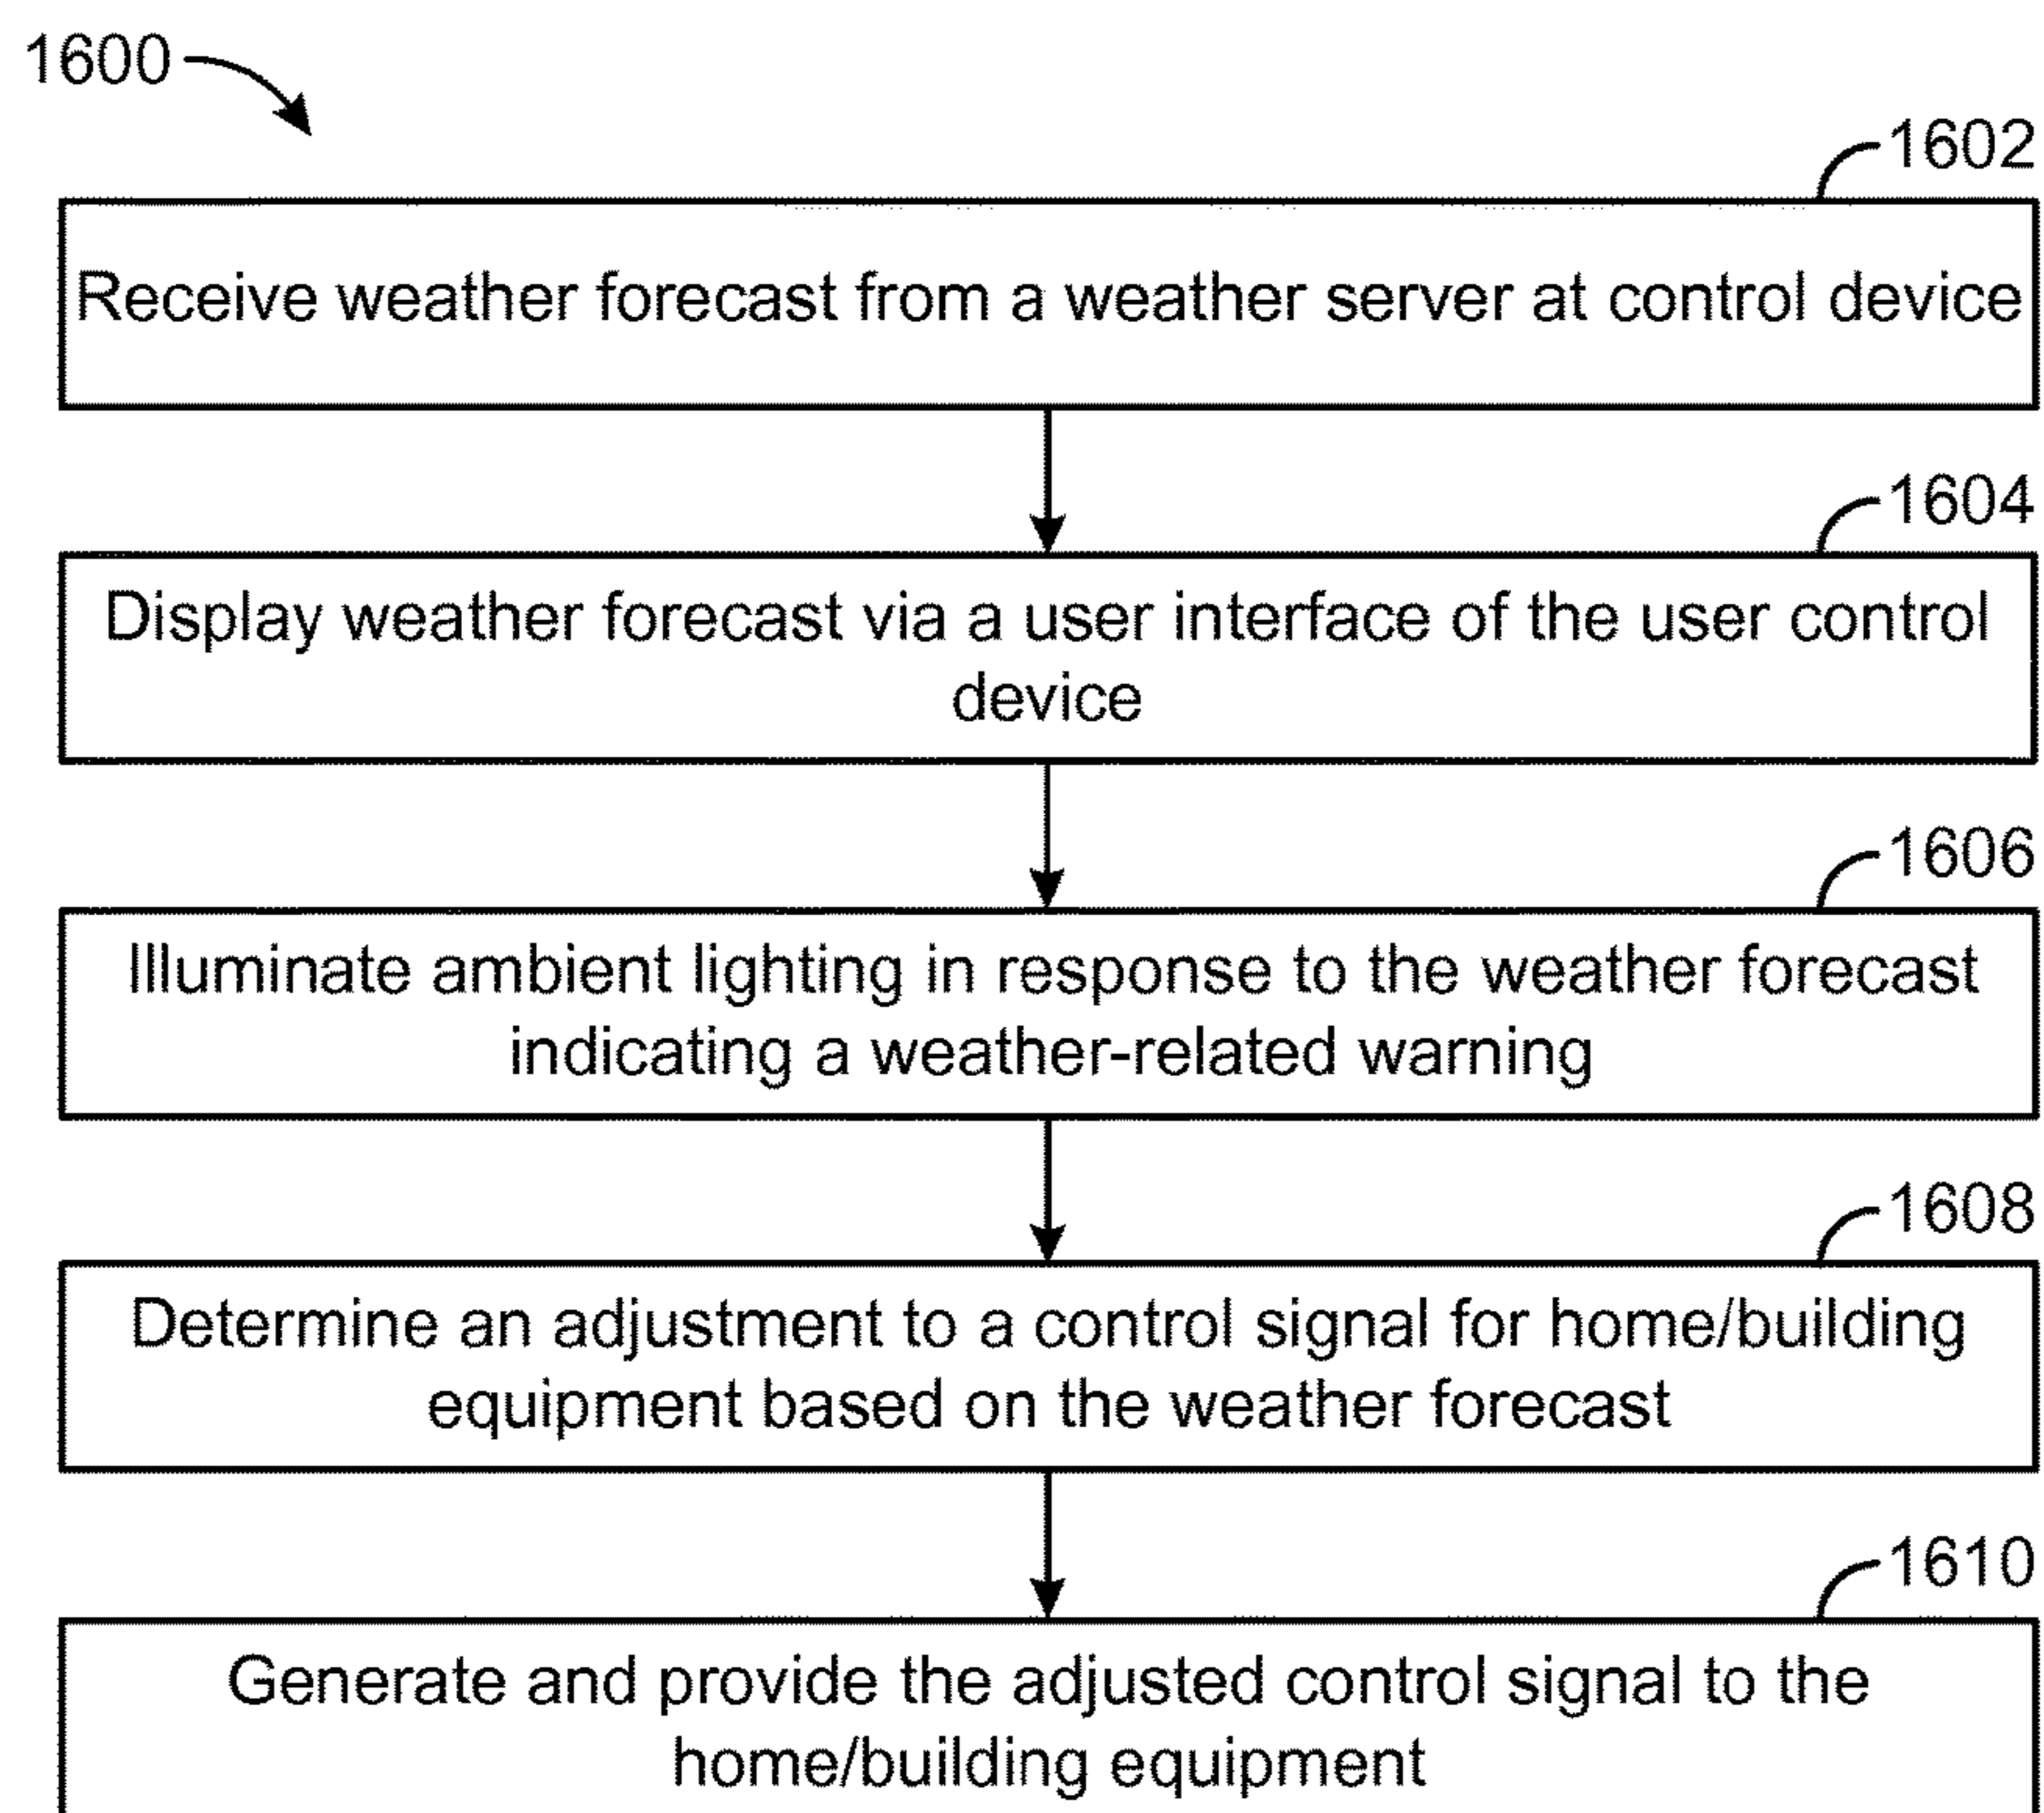 1600
1602
Receive weather forecast from a weather server at control device
1604
Display weather forecast via a user interface of the user control
device
1606
Illuminate ambient lighting in response to the weather forecast
indicating a weather-related warning
1608
Determine an adjustment to a control signal for home/building
equipment based on the weather forecast
1610
Generate and provide the adjusted control signal to the
home/building equipment